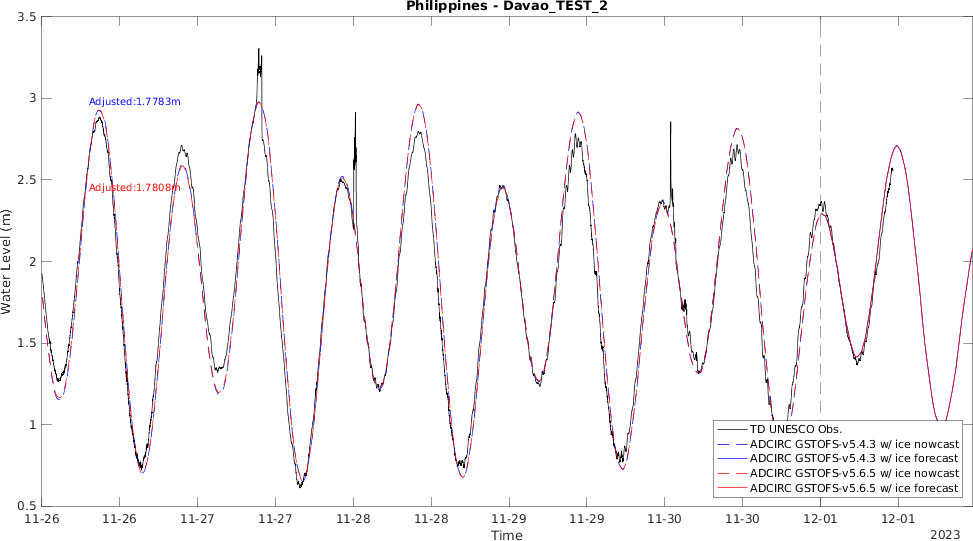 Philippines - Davao_TEST_2
3.5
3
2.5
2
1.5
1
0.5
Water Level (m)
Adjusted:1.7783m
Adjusted:1.7808m
TD UNESCO Obs.
ADCIRC GSTOFS-v5.4.3 w/ ice nowcast
ADCIRC GSTOFS-v5.4.3 w/ ice forecast
ADCIRC GSTOFS-v5.6.5 w/ ice nowcast
ADCIRC GSTOFS-v5.6.5 w/ ice forecast
11-26 11-26 11-27 11-27 11-28 11-28 11-29 11-29 11-30 11-30 12-01 12-01
Time
2023